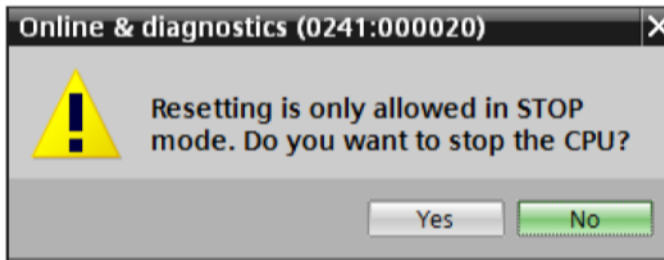 Online & diagnostics (0241:000020)
Resetting is only allowed in STOP
mode. Do you want to stop the CPU?
Yes No